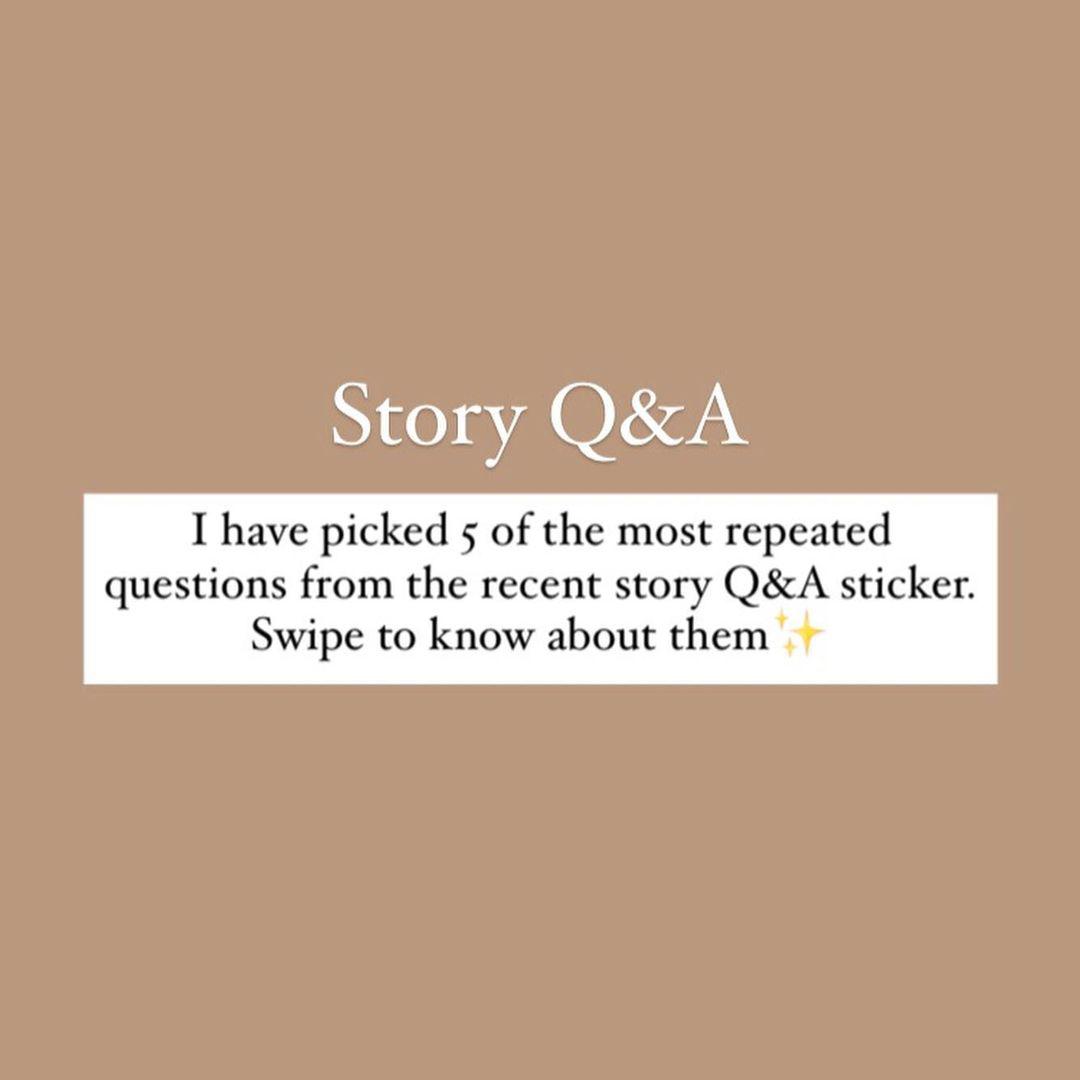 Story Q&A
I have picked 5 of the most repeated
questions from the recent story Q&A sticker.
Swipe to know about them✨